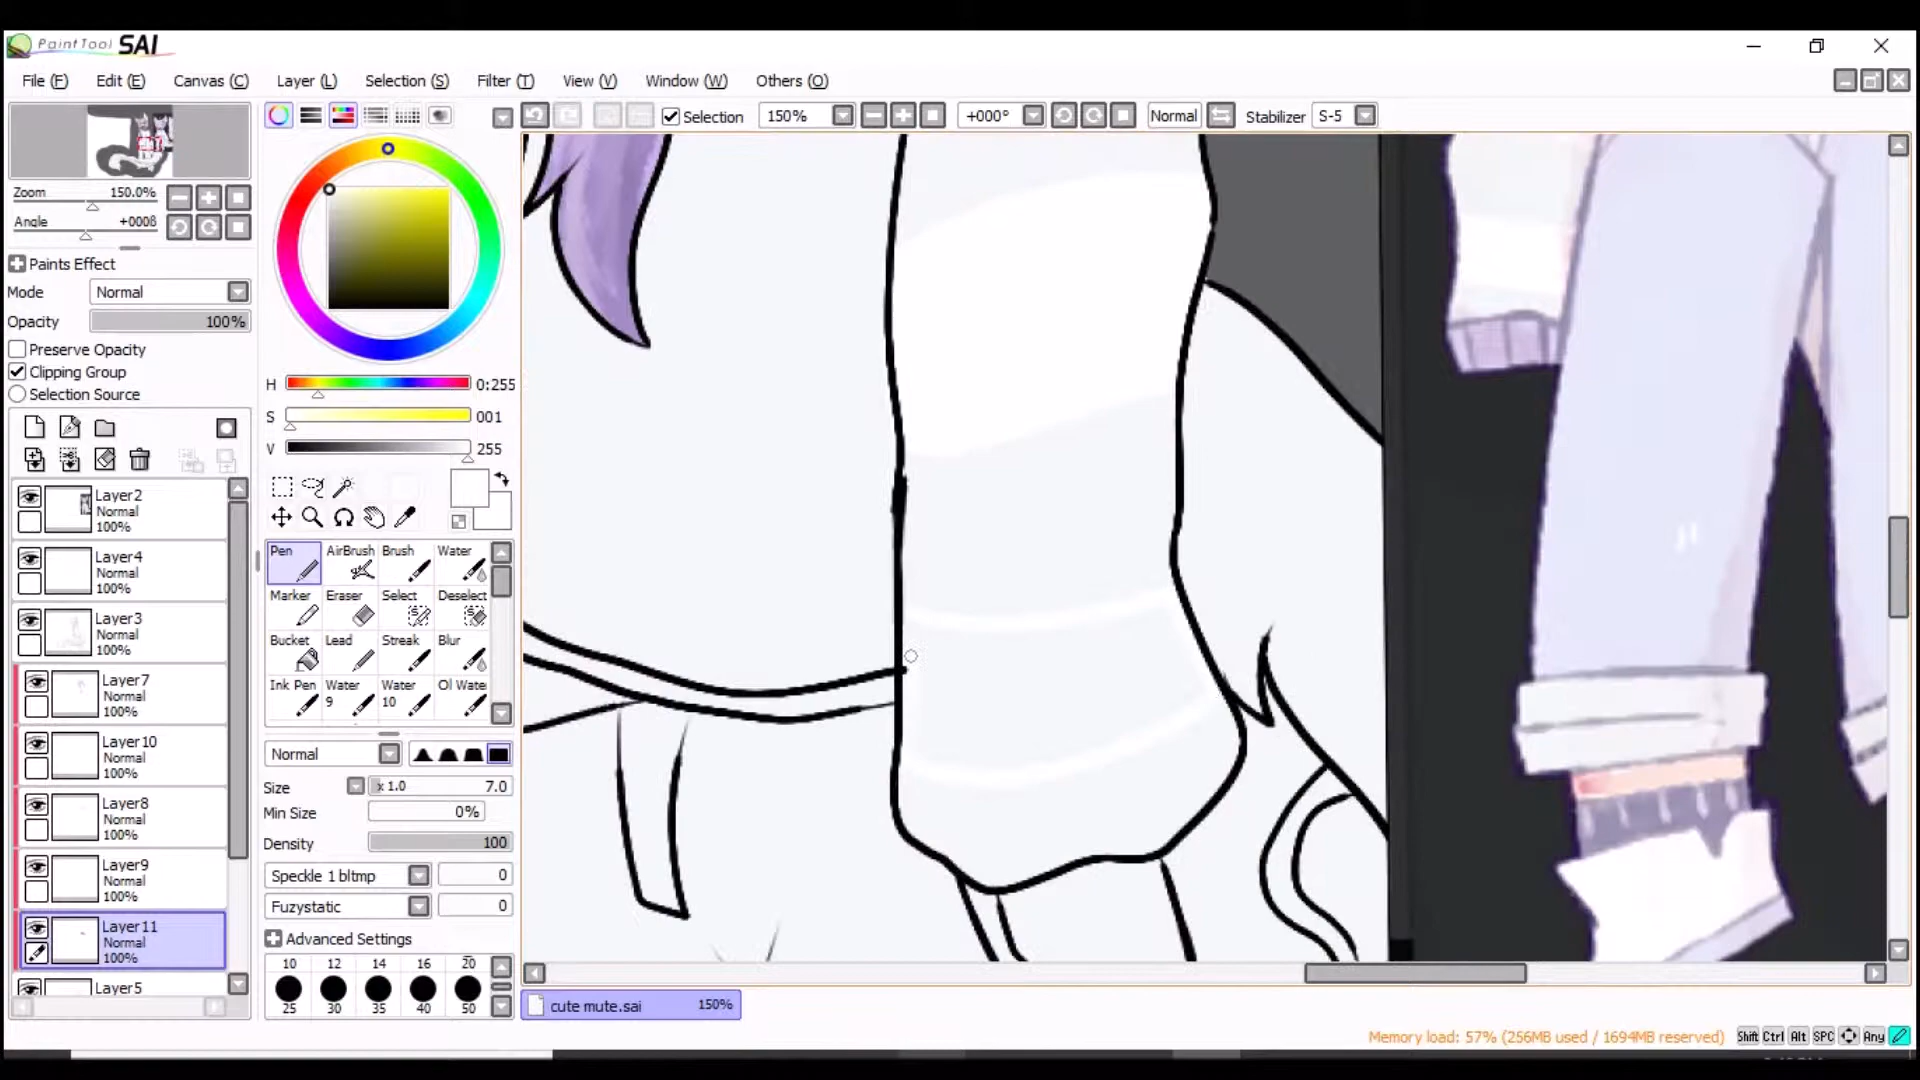 PaintTool SAI
File (F) Edit (E) Canvas (C) Layer (L) Selection (S) Filter (T) View (V) Window (W) Others (O)
Selection 150% +000° Normal Stabilizer S-5
Zoom 150.0%
Angle +000ß
Paints Effect
Mode Normal
Opacity 100%
Preserve Opacity
Clipping Group
Selection Source
Layer2
Normal
100%
Layer4
Normal
100%
Layer3
Normal
100%
Layer7
Normal
100%
Layer10
Normal
100%
Layer8
Normal
100%
Layer9
Normal
100%
Layer11
Normal
100%
Layer5
H 0:255
S 001
V 255
Pen AirBrush Brush Water
Marker Eraser Select Deselect
Bucket Lead Streak Blur
Ink Pen Water 9 Water 10 Ol Wate
Normal
Size x 1.0 7.0
Min Size 0%
Density 100
Speckle 1 bltmp 0
Fuzystatic 0
Advanced Settings
10 12 14 16 20
25 30 35 40 50
cute mute.sai 150%
Memory load: 57% (256MB used / 1694MB reserved) Shift Ctrl Alt SPC Any